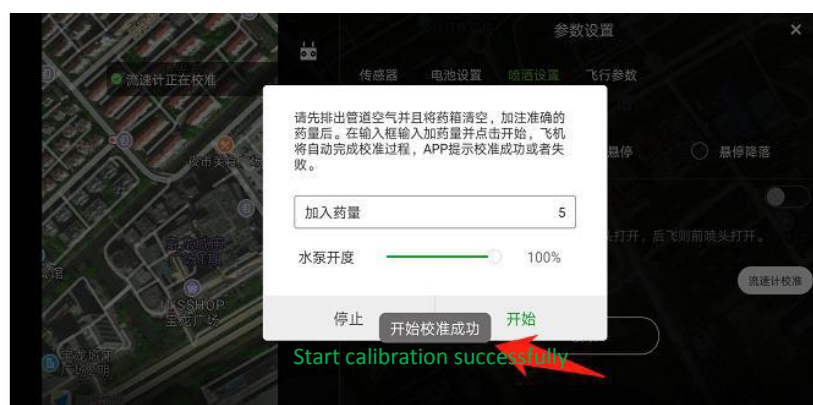 参数设置
流速计正在校准
传感器 电池设置 喷洒设置 飞行参数
请先排出管道空气并且将药箱清空，加注准确的
药量后。在输入框输入加药量并点击开始，飞机
将自动完成校准过程，APP提示校准成功或者失
败。
悬停 悬停降落
加入药量 5
打开，后飞则前喷头打开。
水泵开度 100%
流速计校准
停止 开始
开始校准成功
Start calibration successfully